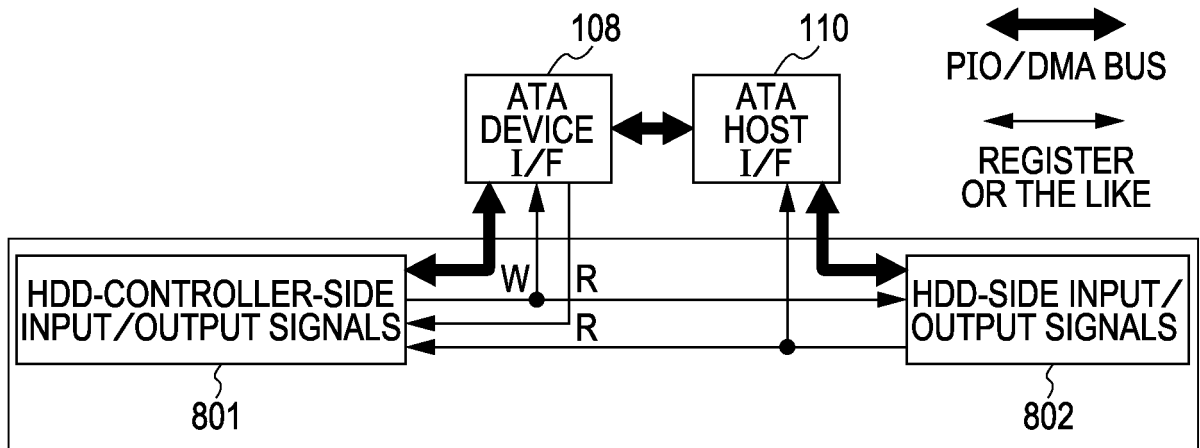 108
110
ATA
DEVICE
I/F
ATA
HOST
I/F
PIO/DMA BUS
REGISTER
OR THE LIKE
HDD-CONTROLLER-SIDE
INPUT/OUTPUT SIGNALS
W
R
R
HDD-SIDE INPUT/
OUTPUT SIGNALS
801
802